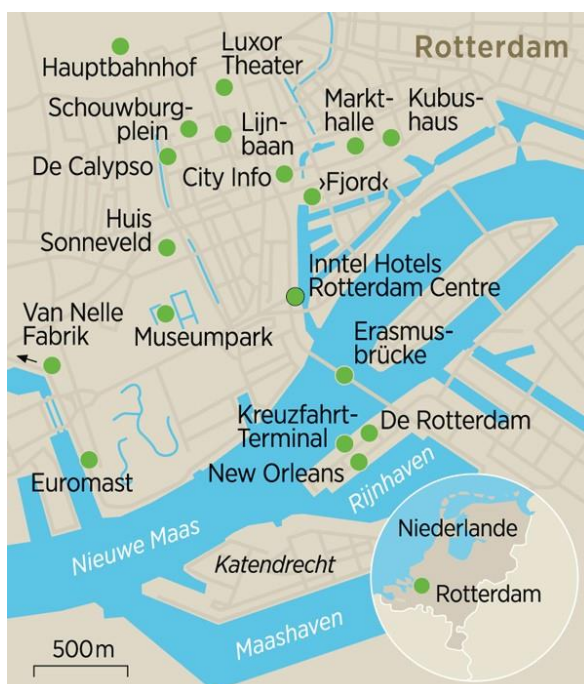 Rotterdam
Luxor
Theater
Hauptbahnhof
Schouwburg-
plein
Lijn-
baan
Markt-
halle
Kubus-
haus
De Calypso
City Info
›Fjord‹
Huis
Sonneveld
Inntel Hotels
Rotterdam Centre
Van Nelle
Fabrik
Museumpark
Erasmus-
brücke
Kreuzfahrt-
Terminal
De Rotterdam
New Orleans
Euromast
Rijnhaven
Nieuwe Maas
Katendrecht
Maashaven
Niederlande
Rotterdam
500 m